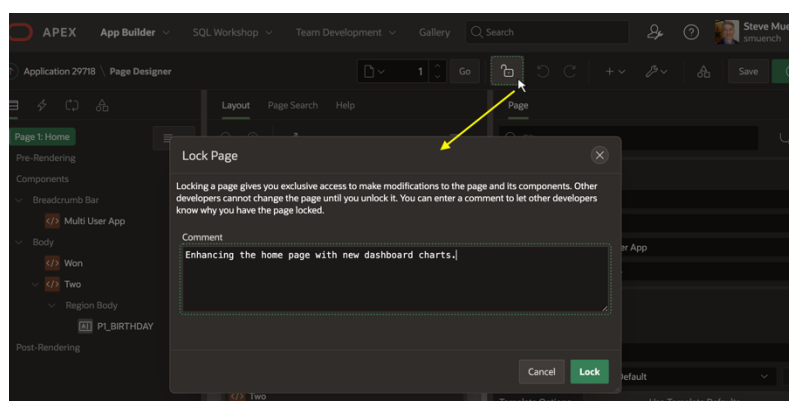 APEX App Builder SQL Workshop Team Development Gallery Search Steve Mue
smuench
Application 29718 \ Page Designer 1 Go Save
Layout Page Search Help Page
Page 1: Home
Pre-Rendering
Components
Breadcrumb Bar
</> Multi User App
Body
</> Won
</> Two
Region Body
P1_BIRTHDAY
Post-Rendering
Lock Page
Locking a page gives you exclusive access to make modifications to the page and its components. Other
developers cannot change the page until you unlock it. You can enter a comment to let other developers
know why you have the page locked.
Comment
Enhancing the home page with new dashboard charts.
Cancel Lock
er App
Default
</> Two